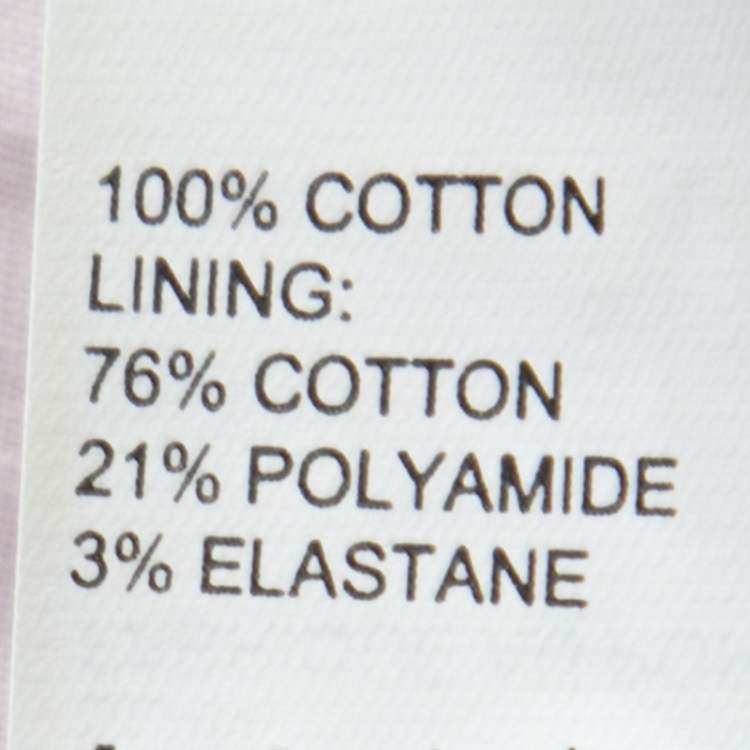 100% COTTON
LINING:
76% COTTON
21% POLYAMIDE
3% ELASTANE